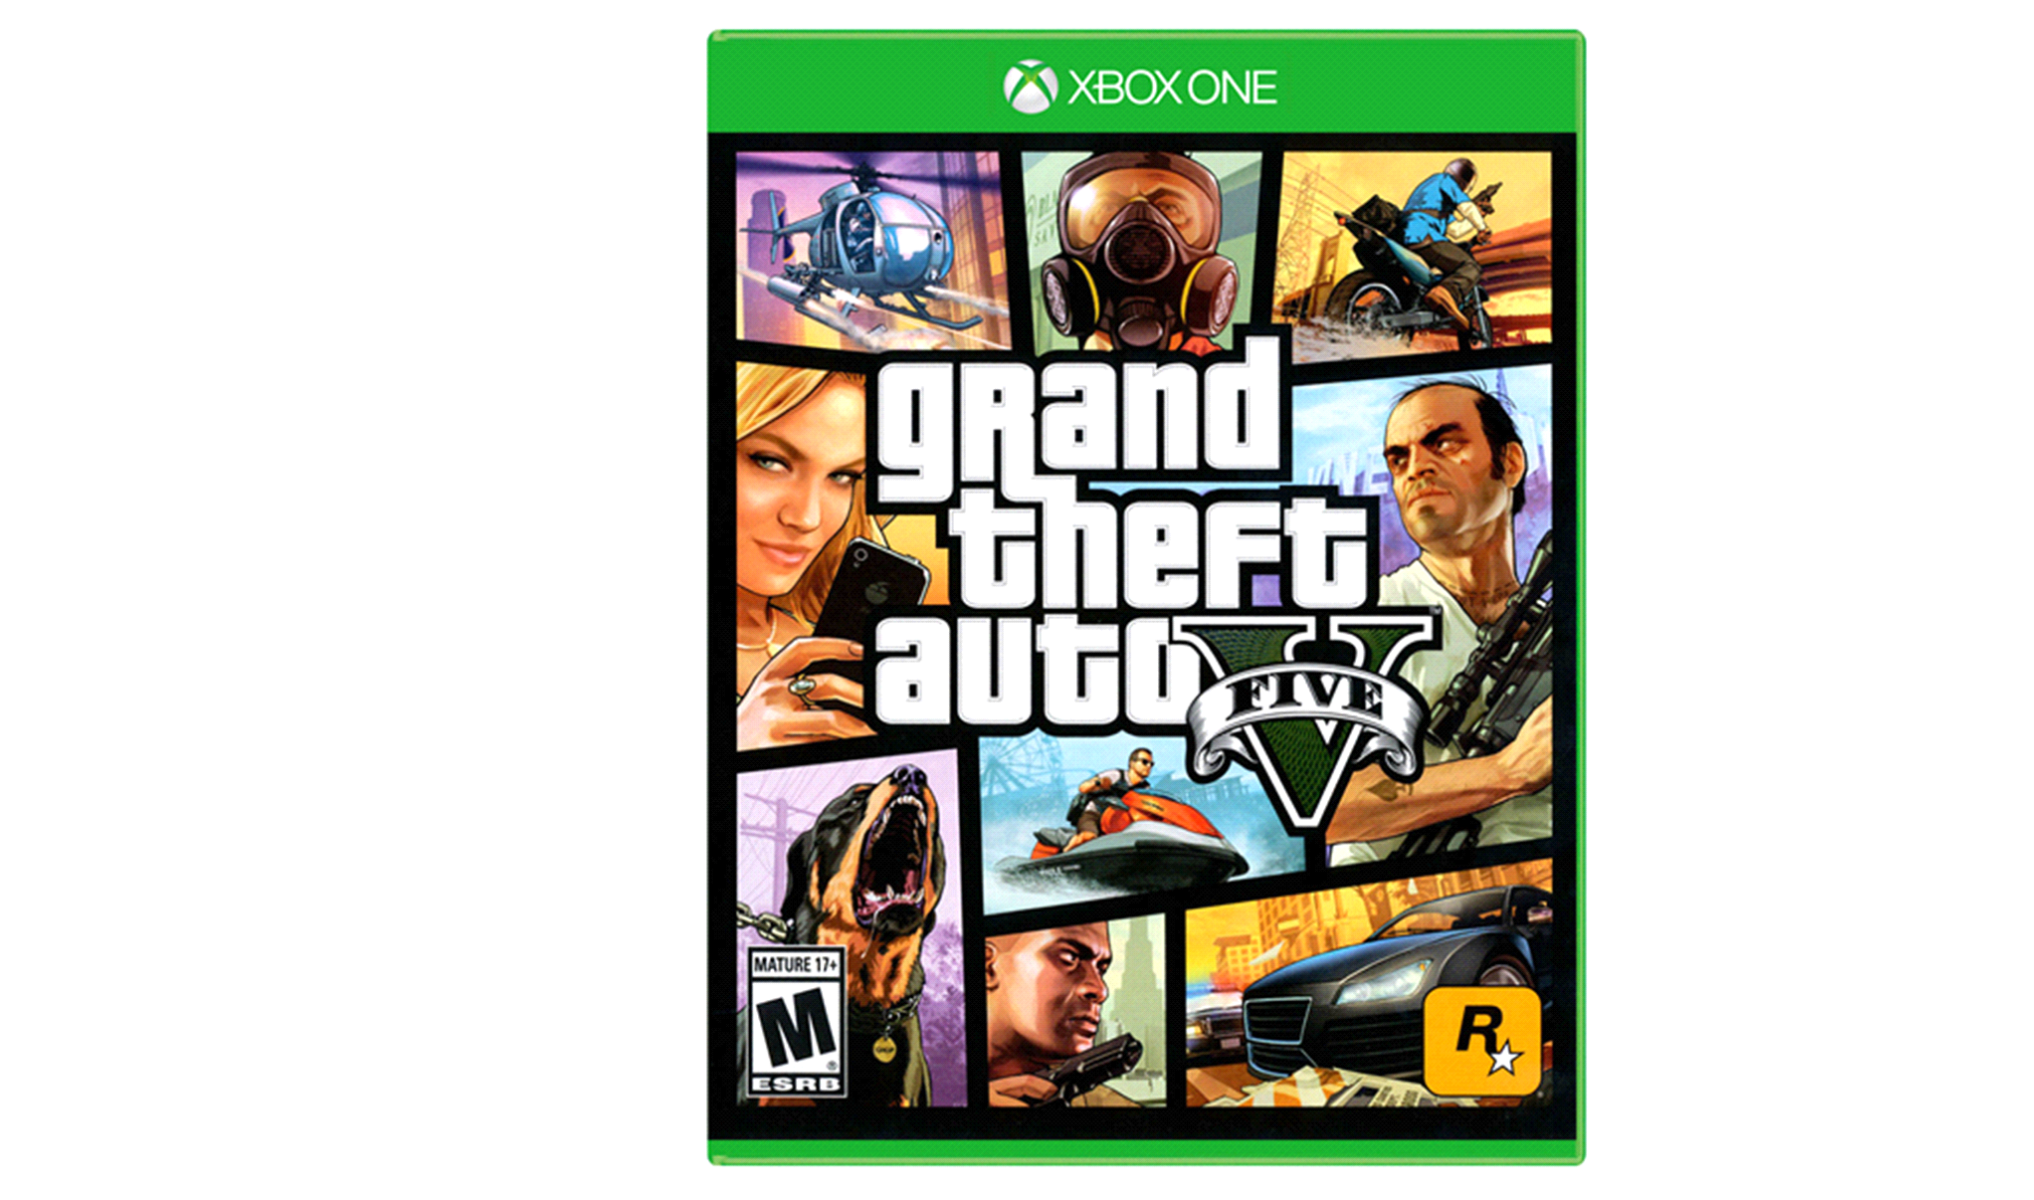 XBOX ONE
grand
theft
auto V
FIVE
MATURE 17+
M
ESRB
R